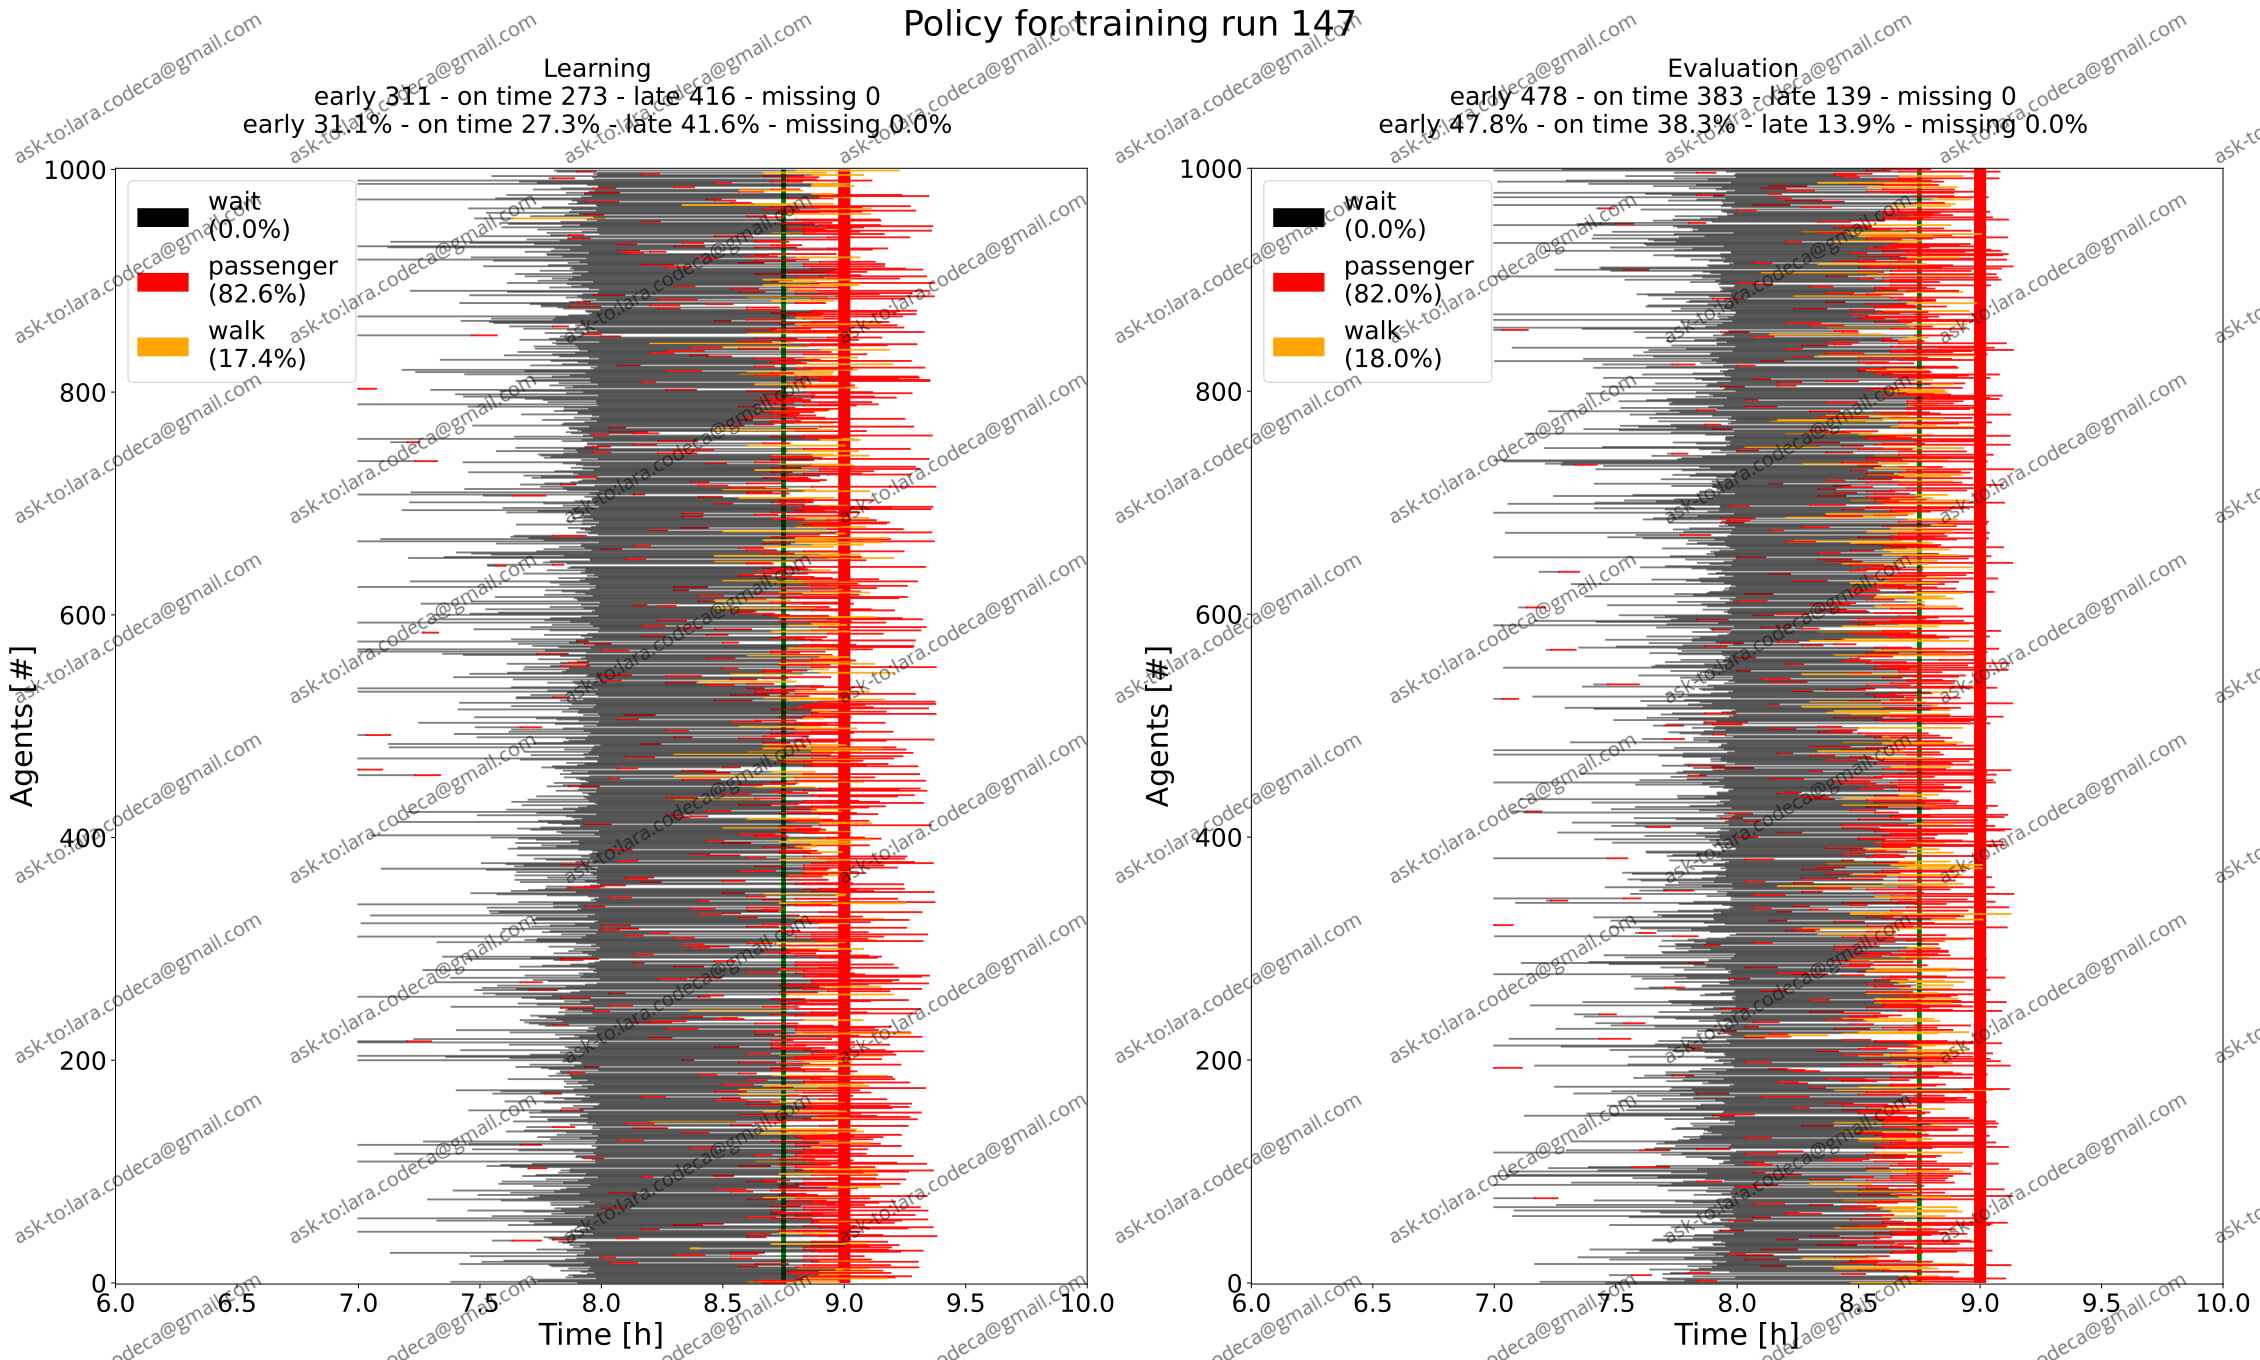 Policy for training run 147
Learning
early 311 - on time 273 - late 416 - missing 0
early 31.1% - on time 27.3% - late 41.6% - missing 0.0%
1000
800
600
400
200
0
Agents [#]
wait
(0.0%)
passenger
(82.6%)
walk
(17.4%)
6.0 6.5 7.0 7.5 8.0 8.5 9.0 9.5 10.0
Time [h]
Evaluation
early 478 - on time 383 - late 139 - missing 0
early 47.8% - on time 38.3% - late 13.9% - missing 0.0%
1000
800
600
400
200
0
Agents [#]
wait
(0.0%)
passenger
(82.0%)
walk
(18.0%)
6.0 6.5 7.0 7.5 8.0 8.5 9.0 9.5 10.0
Time [h]
ask-to:lara.codeca@gmail.com